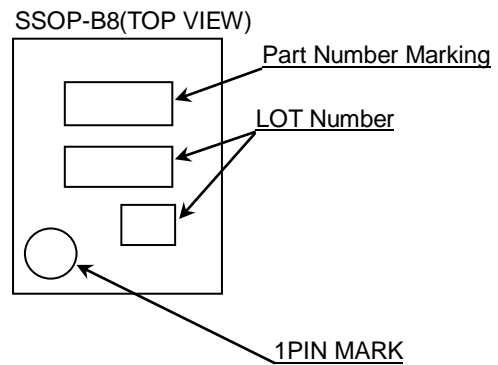 SSOP-B8(TOP VIEW)
Part Number Marking
LOT Number
1PIN MARK